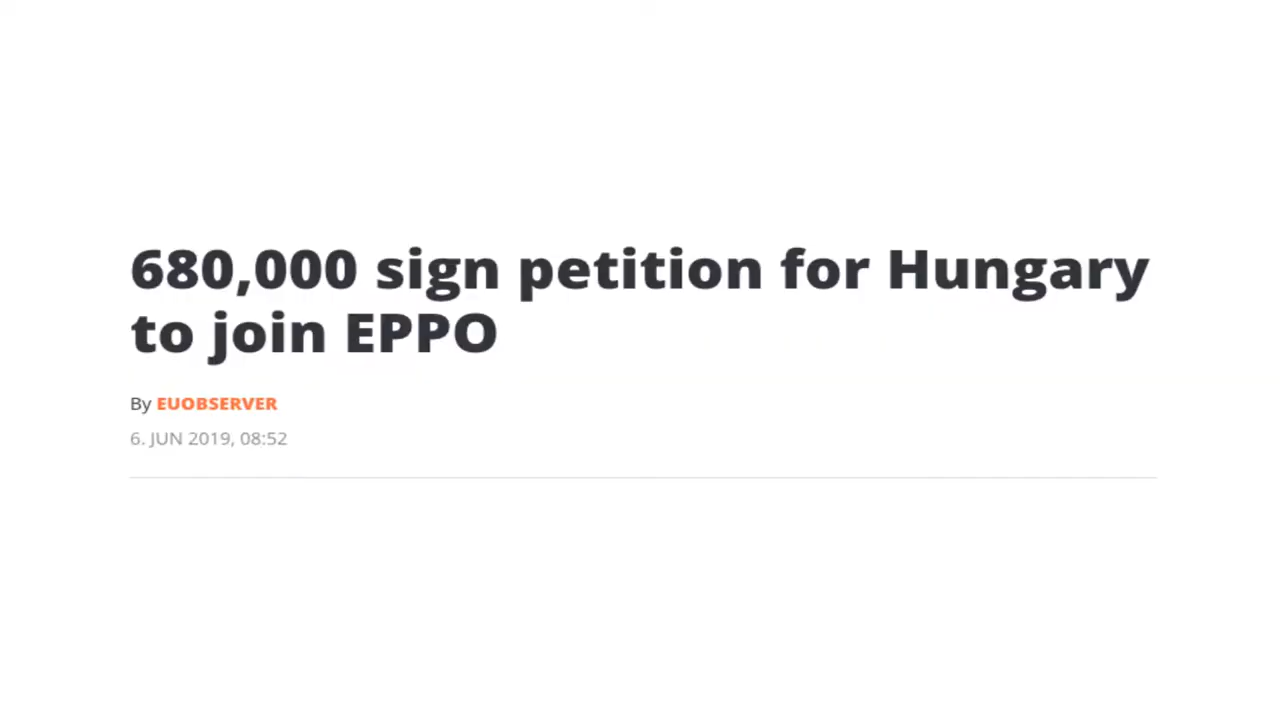 680,000 sign petition for Hungary
to join EPPO
By EUOBSERVER
6. JUN 2019, 08:52